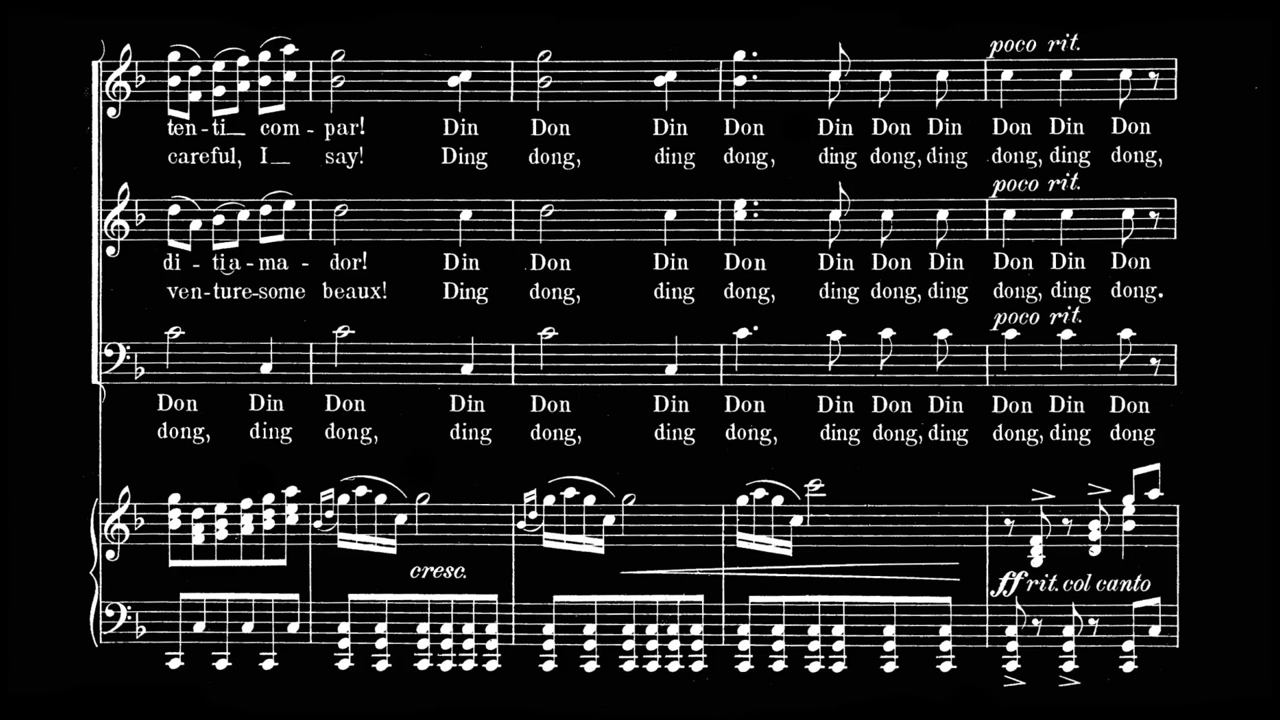 poco rit.
ten-ti com-par! Din Don Din Don Din Don Din Don Din Don
careful, I say! Ding dong, ding dong, ding dong, ding dong, ding dong,
poco rit.
di-tia-ma-dor! Din Don Din Don Din Don Din Don Din Don
ven-ture-some beaux! Ding dong, ding dong, ding dong, ding dong, ding dong.
poco rit.
Don Din Don Din Don Din Don Din Don Din Don Din Don
dong, ding dong, ding dong, ding dong, ding dong, ding dong, ding dong
cresc.
ff rit. col canto